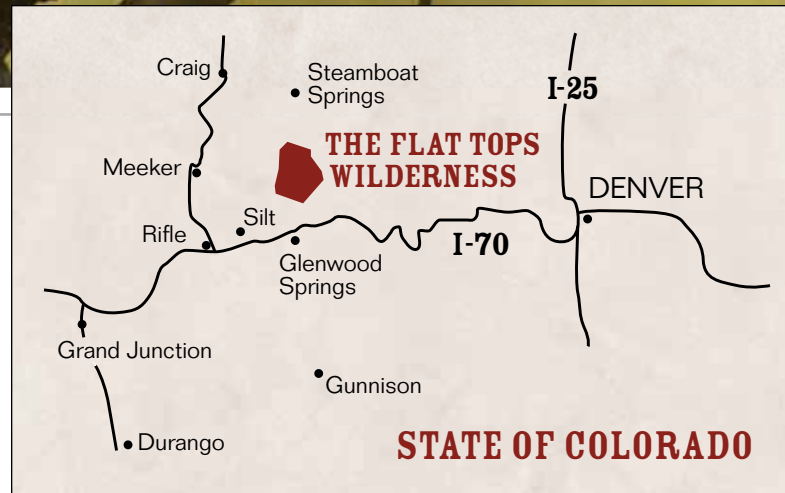 Craig
Steamboat
Springs
I-25
THE FLAT TOPS
WILDERNESS
Meeker
DENVER
Silt
Rifle
I-70
Glenwood
Springs
Grand Junction
Gunnison
Durango
STATE OF COLORADO